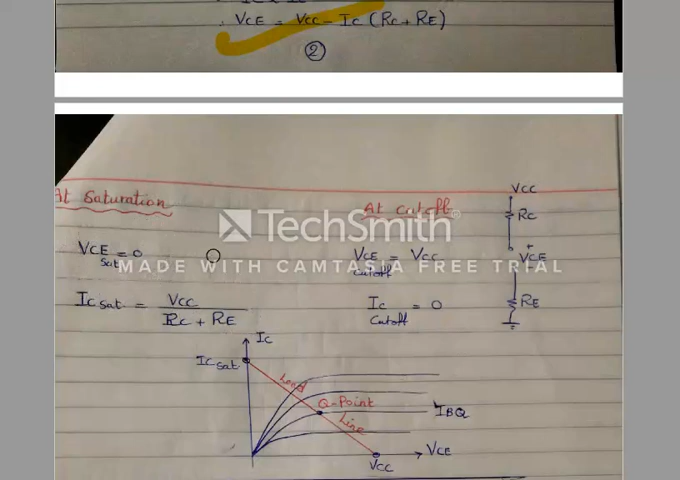 ∴ VCE = VCC - IC (RC + RE)
②
At Saturation
At Cutoff
VCC
RC
TechSmith®
VCE sat = 0
VCE cutoff = VCC
+
VCE
-
MADE WITH CAMTASIA FREE TRIAL
IC sat. = VCC / RC + RE
IC Cutoff = 0
RE
IC
IC sat.
Load
Q-Point
Line
IBQ
VCE
VCC